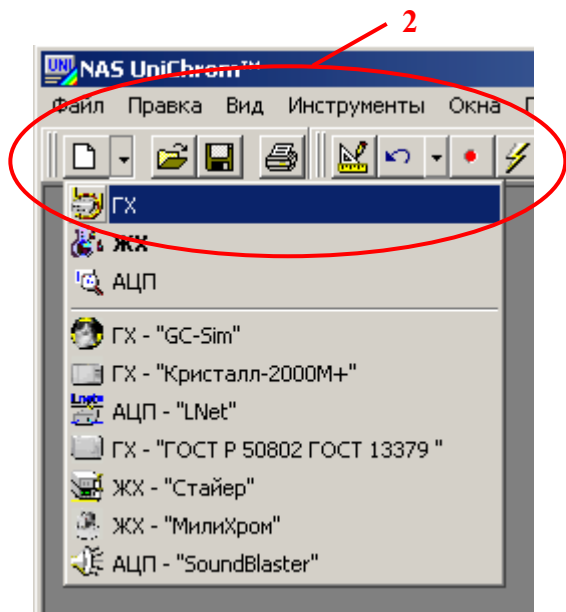 2
NAS UniChrom™
Файл Правка Вид Инструменты Окна
ГХ
ЖХ
АЦП
ГХ - "GC-Sim"
ГХ - "Кристалл-2000М+"
АЦП - "LNet"
ГХ - "ГОСТ Р 50802 ГОСТ 13379 "
ЖХ - "Стайер"
ЖХ - "МилиХром"
АЦП - "SoundBlaster"